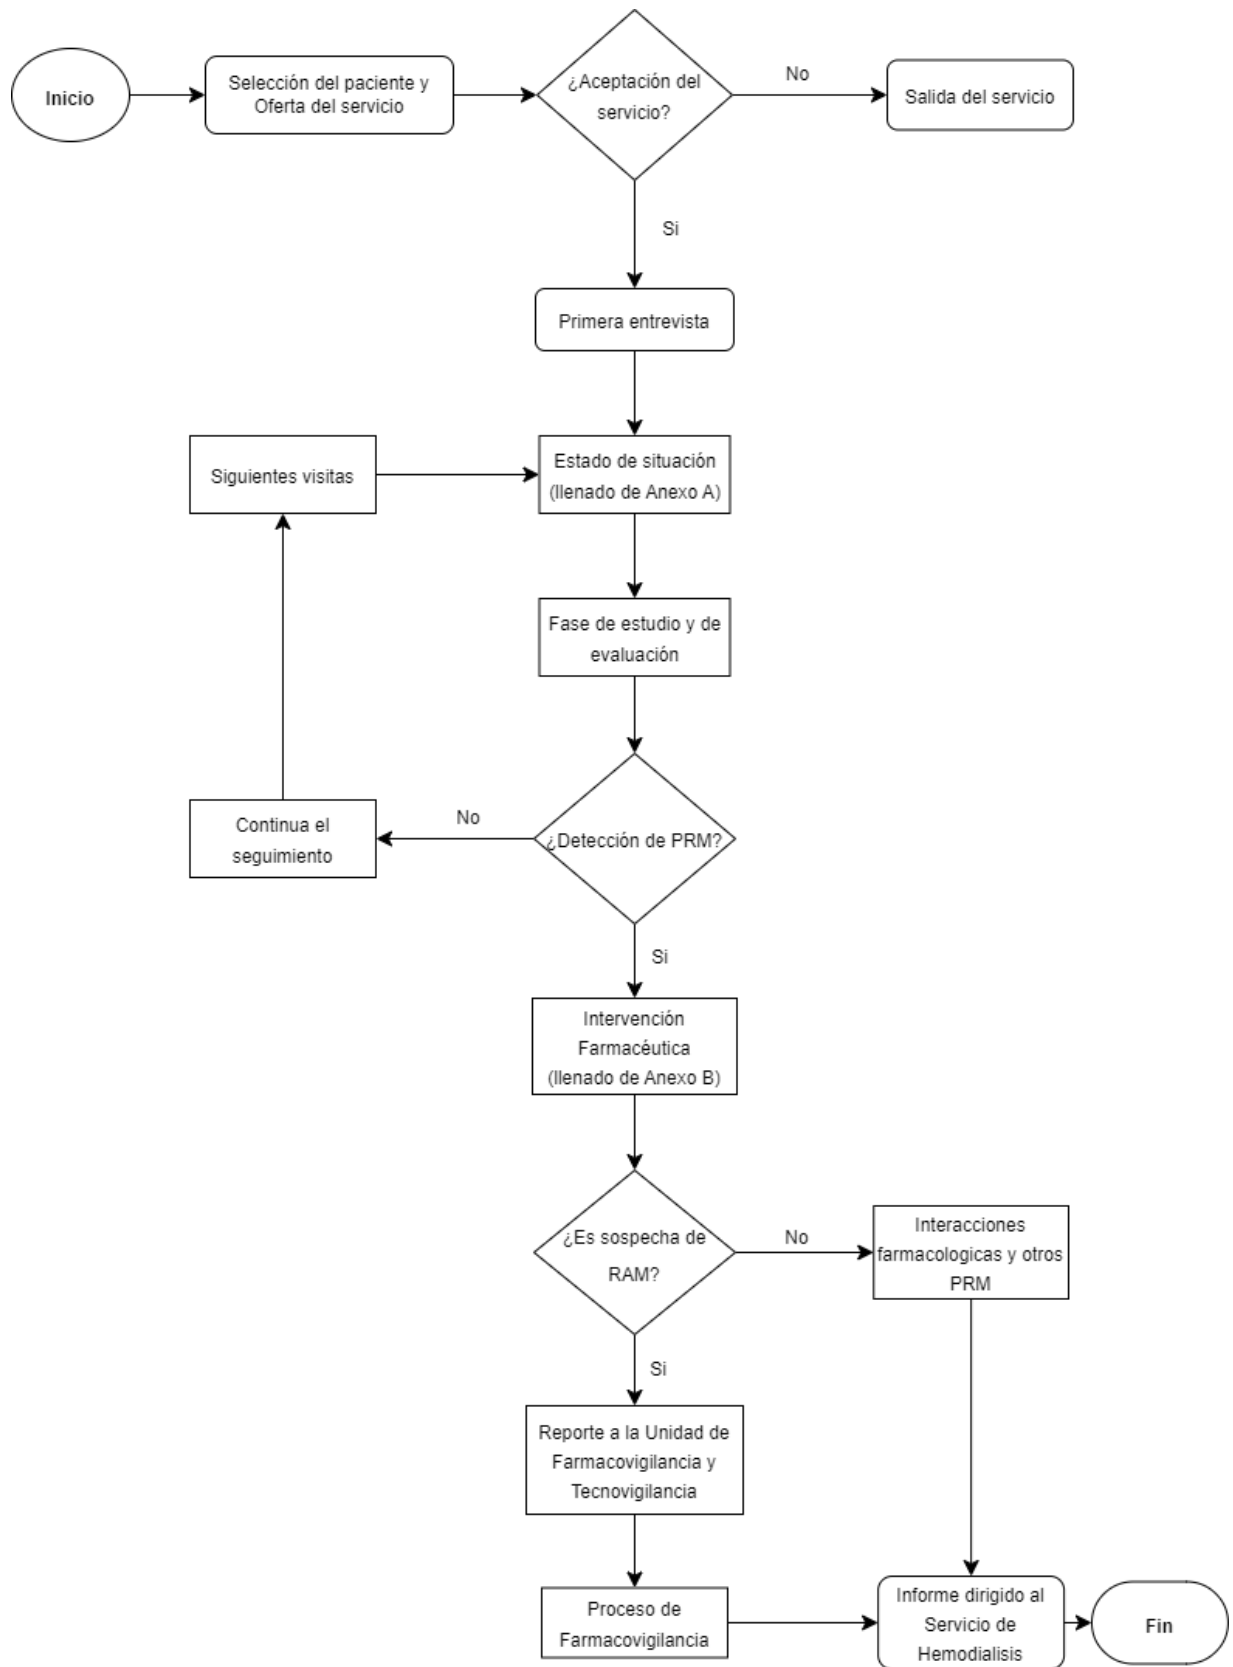 Inicio
Selección del paciente y
Oferta del servicio
¿Aceptación del
servicio?
No
Salida del servicio
Si
Primera entrevista
Siguientes visitas
Estado de situación
(llenado de Anexo A)
Fase de estudio y de
evaluación
¿Detección de PRM?
No
Continua el
seguimiento
Si
Intervención
Farmacéutica
(llenado de Anexo B)
¿Es sospecha de
RAM?
No
Interacciones
farmacologicas y otros
PRM
Si
Reporte a la Unidad de
Farmacovigilancia y
Tecnovigilancia
Proceso de
Farmacovigilancia
Informe dirigido al
Servicio de
Hemodialisis
Fin